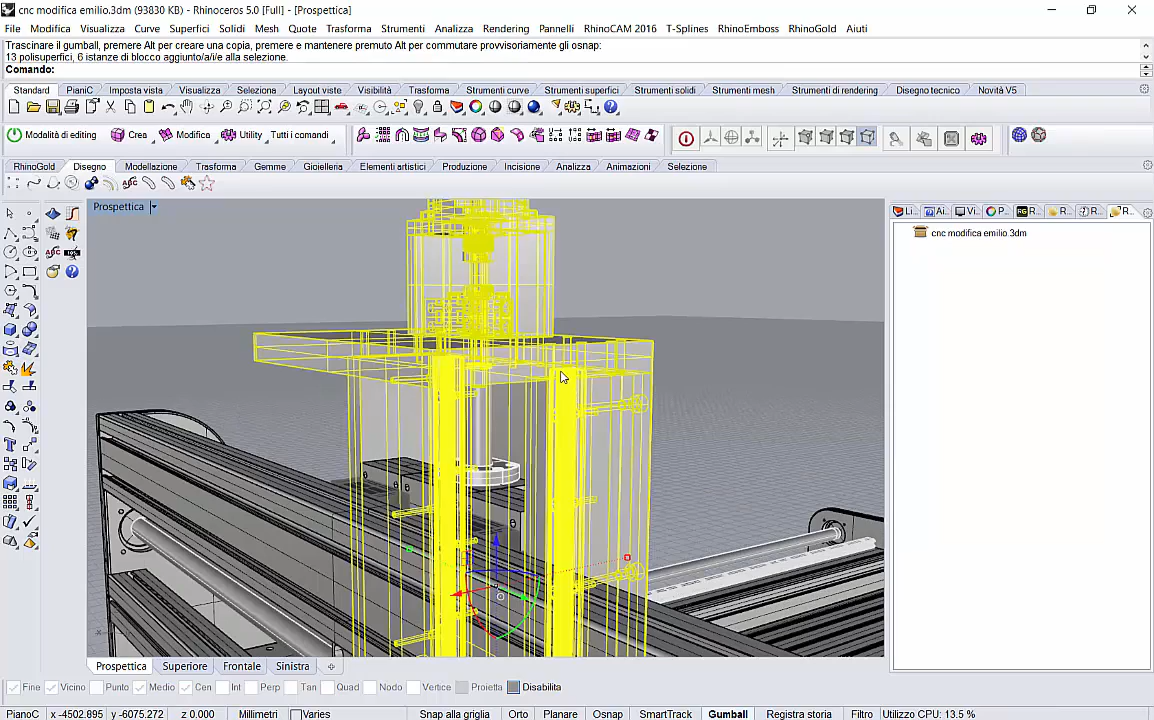 cnc modifica emilio.3dm (93830 KB) - Rhinoceros 5.0 [Full] - [Prospettica]
File Modifica Visualizza Curve Superfici Solidi Mesh Quote Trasforma Strumenti Analizza Rendering Pannelli RhinoCAM 2016 T-Splines RhinoEmboss RhinoGold Aiuti
Trascinare il gumball, premere Alt per creare una copia, premere e mantenere premuto Alt per commutare provvisoriamente gli osnap:
13 polisuperfici, 6 istanze di blocco aggiunto/a/i/e alla selezione.
Comando:
Standard PianiC Imposta vista Visualizza Seleziona Layout viste Visibilità Trasforma Strumenti curve Strumenti superfici Strumenti solidi Strumenti mesh Strumenti di rendering Disegno tecnico Novità V5
Modalità di editing Crea Modifica Utility Tutti i comandi
RhinoGold Disegno Modellazione Trasforma Gemme Gioielleria Elementi artistici Produzione Incisione Analizza Animazioni Selezione
Prospettica
Li... Ai... Vi... P... R... R... R... R...
cnc modifica emilio 3dm
Prospettica Superiore Frontale Sinistra
Fine Vicino Punto Medio Cen Int Perp Tan Quad Nodo Vertice Proietta Disabilita
PianoC x -4502.895 y -6075.272 z 0.000 Millimetri Varies Snap alla griglia Orto Planare Osnap SmartTrack Gumball Registra storia Filtro Utilizzo CPU: 13.5 %